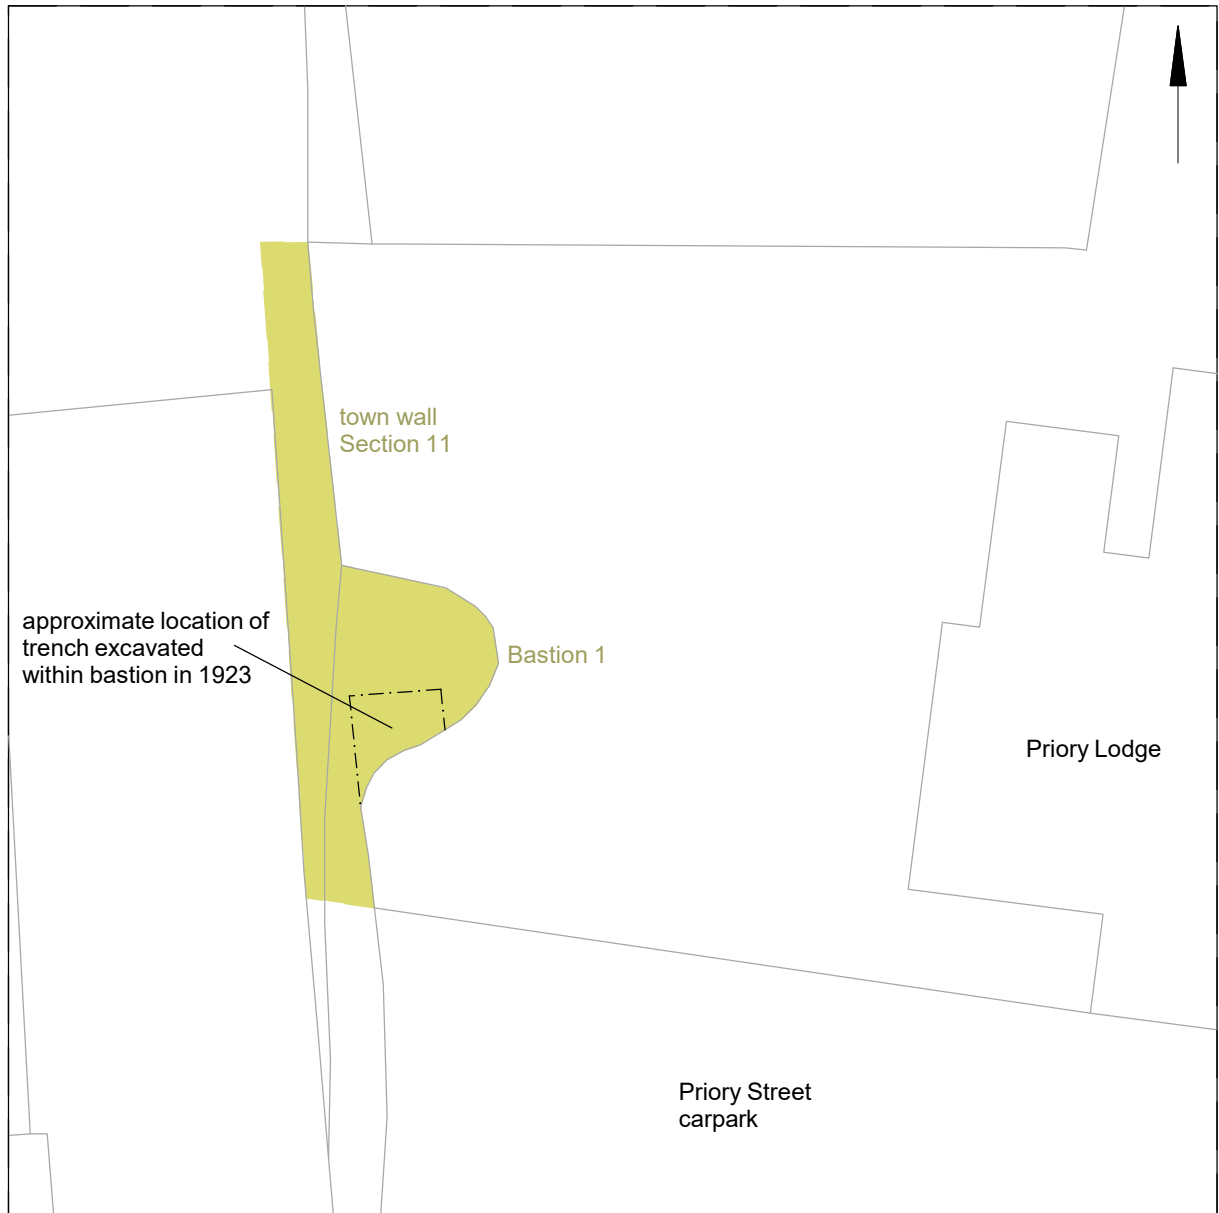 town wall
Section 11
approximate location of
trench excavated
within bastion in 1923
Bastion 1
Priory Lodge
Priory Street
carpark